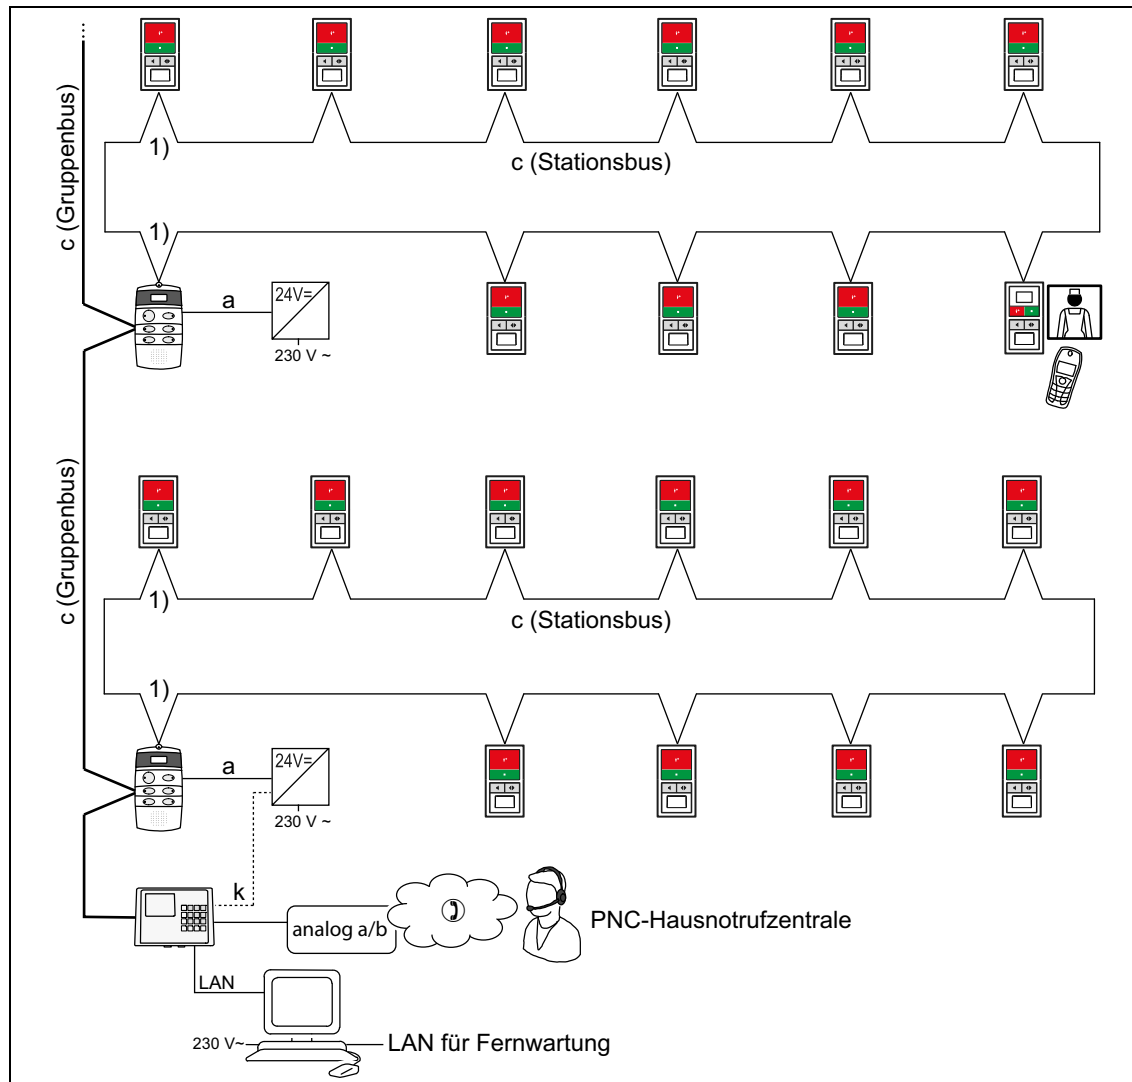 c (Gruppenbus)
1)
c (Stationsbus)
1)
a
24V=
230 V ~
c (Gruppenbus)
1)
c (Stationsbus)
1)
a
24V=
230 V ~
k
analog a/b
PNC-Hausnotrufzentrale
LAN
230 V~
LAN für Fernwartung